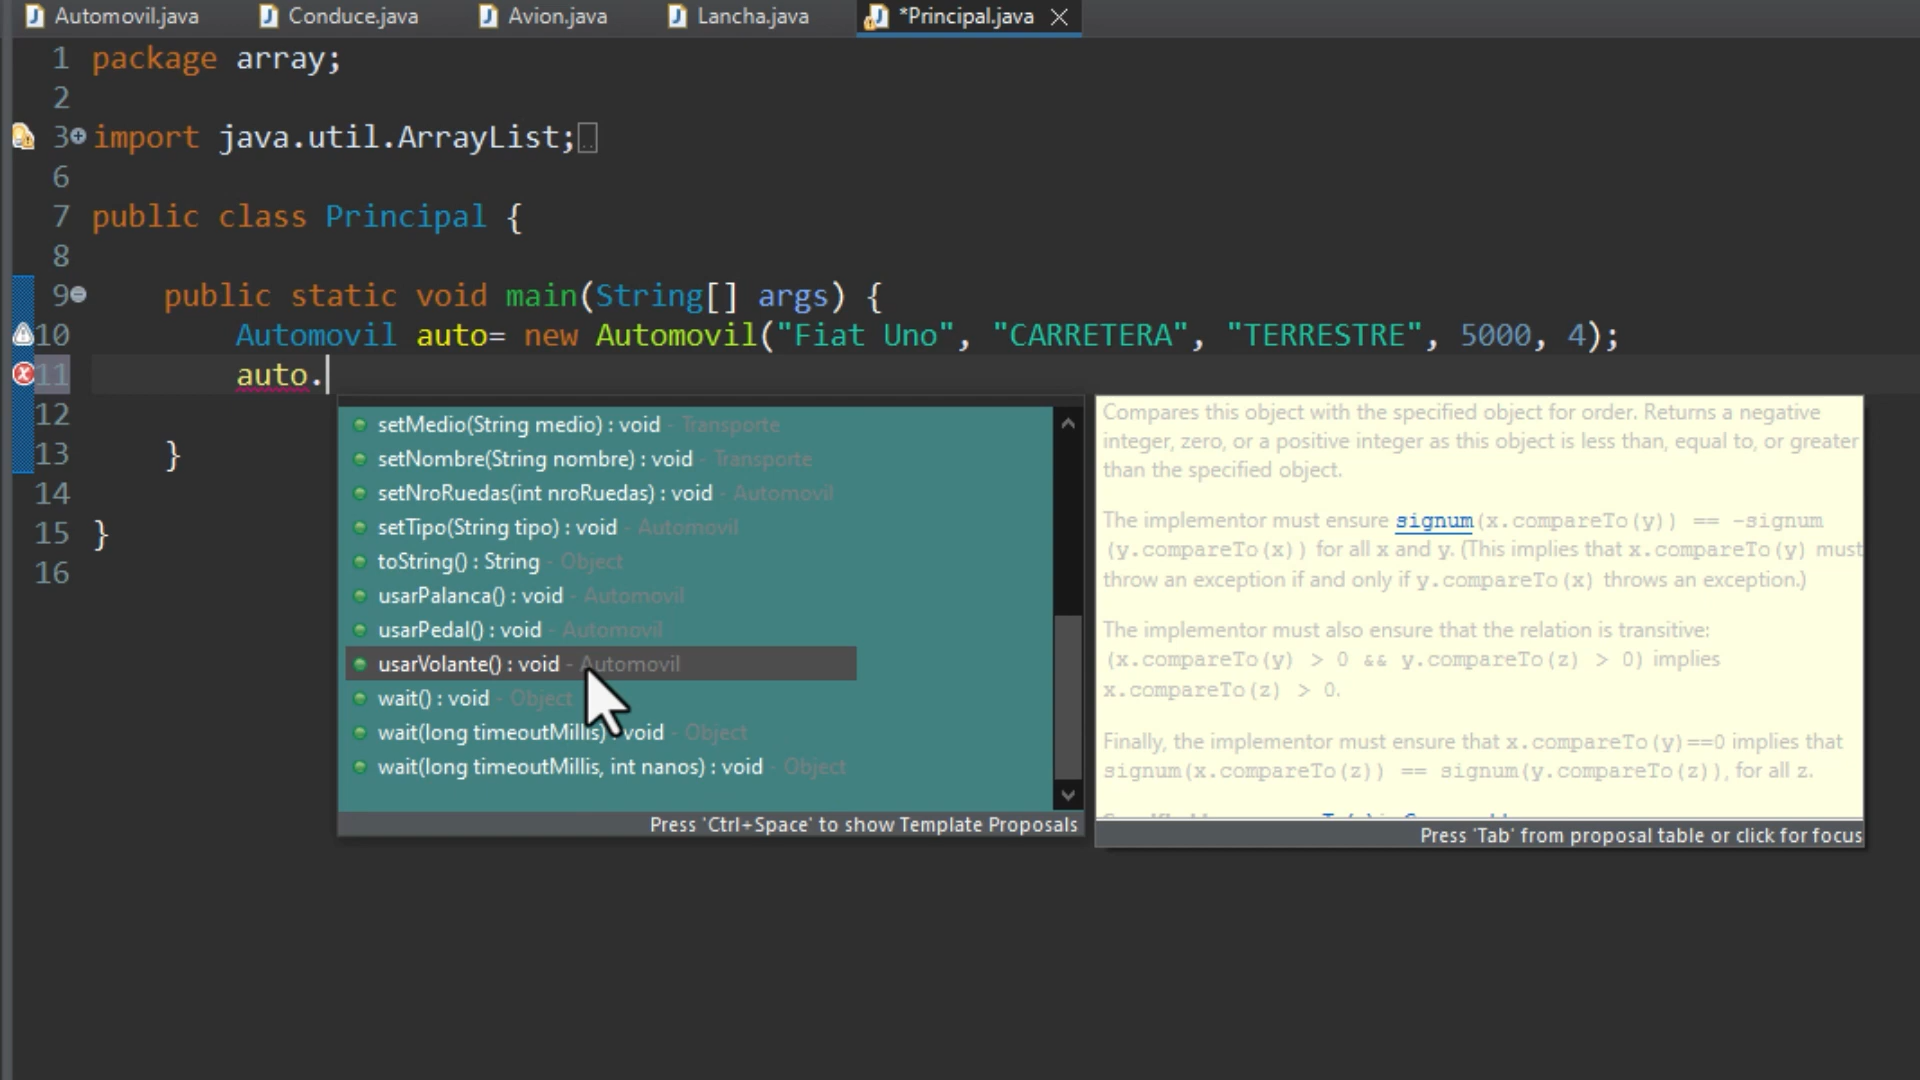 Automovil.java Conduce.java Avion.java Lancha.java *Principal.java
1 package array;
2
3 import java.util.ArrayList;
6
7 public class Principal {
8
9 public static void main(String[] args) {
10 Automovil auto= new Automovil("Fiat Uno", "CARRETERA", "TERRESTRE", 5000, 4);
11 auto.
12
13 }
14
15 }
16
setMedio(String medio) : void - Transporte
setNombre(String nombre) : void - Transporte
setNroRuedas(int nroRuedas) : void - Automovil
setTipo(String tipo) : void - Automovil
toString() : String - Object
usarPalanca() : void - Automovil
usarPedal() : void - Automovil
usarVolante() : void - Automovil
wait() : void - Object
wait(long timeoutMillis) : void - Object
wait(long timeoutMillis, int nanos) : void - Object
Press 'Ctrl+Space' to show Template Proposals
Compares this object with the specified object for order. Returns a negative
integer, zero, or a positive integer as this object is less than, equal to, or greater
than the specified object.
The implementor must ensure signum(x.compareTo(y)) == -signum
(y.compareTo(x)) for all x and y. (This implies that x.compareTo(y) must
throw an exception if and only if y.compareTo(x) throws an exception.)
The implementor must also ensure that the relation is transitive:
(x.compareTo(y) > 0 && y.compareTo(z) > 0) implies
x.compareTo(z) > 0.
Finally, the implementor must ensure that x.compareTo(y)==0 implies that
signum(x.compareTo(z)) == signum(y.compareTo(z)), for all z.
Press 'Tab' from proposal table or click for focus